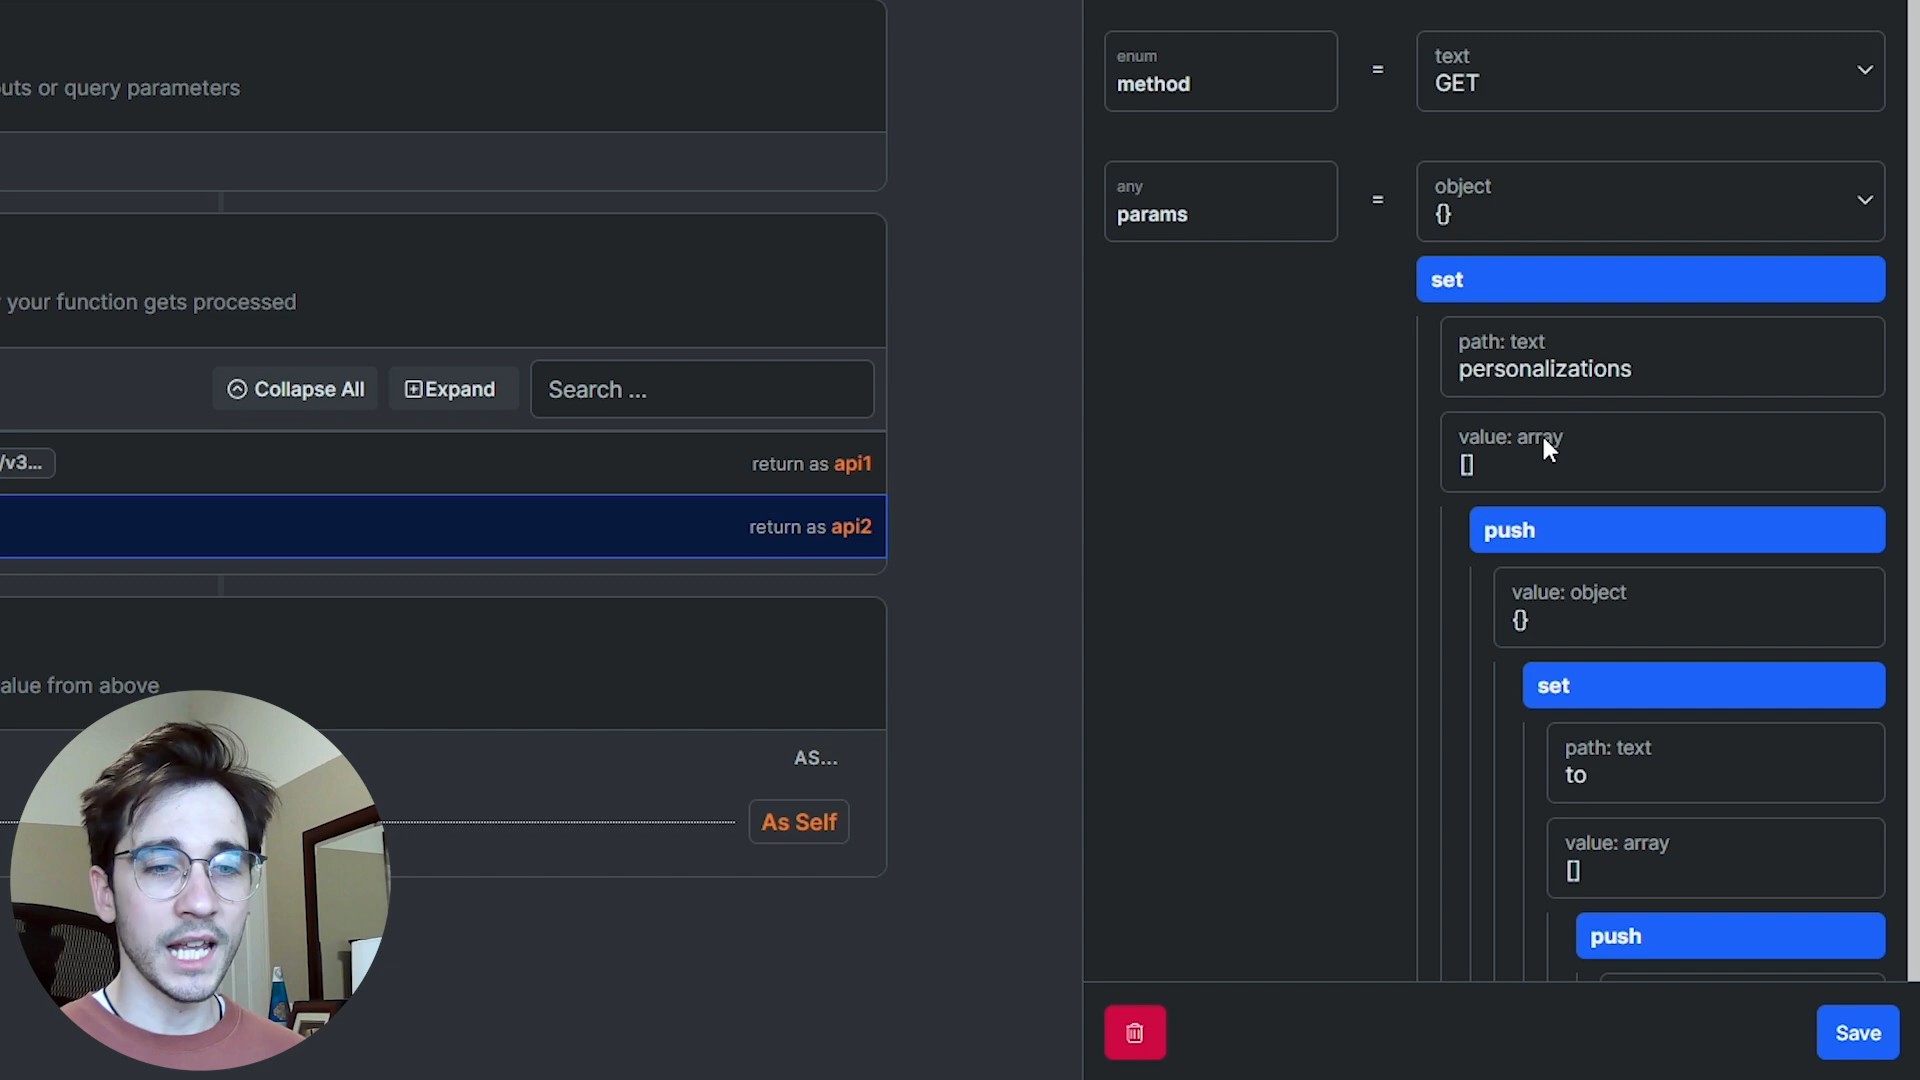 uts or query parameters
your function gets processed
Collapse All
Expand
Search ...
/v3...
return as api1
return as api2
alue from above
AS...
As Self
enum
method
=
text
GET
any
params
=
object
{}
set
path: text
personalizations
value: array
[]
push
value: object
{}
set
path: text
to
value: array
[]
push
Save